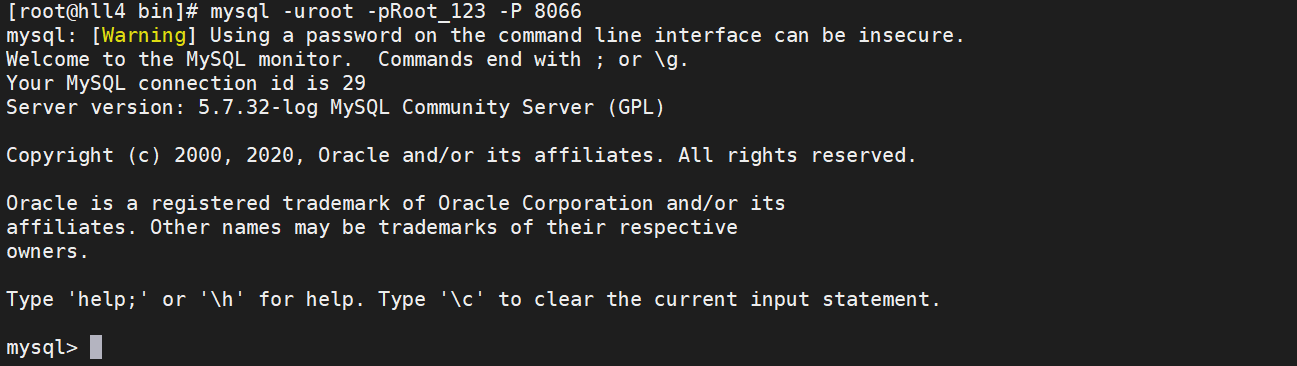 [root@hll4 bin]# mysql -uroot -pRoot_123 -P 8066
mysql: [Warning] Using a password on the command line interface can be insecure.
Welcome to the MySQL monitor.  Commands end with ; or \g.
Your MySQL connection id is 29
Server version: 5.7.32-log MySQL Community Server (GPL)
Copyright (c) 2000, 2020, Oracle and/or its affiliates. All rights reserved.
Oracle is a registered trademark of Oracle Corporation and/or its
affiliates. Other names may be trademarks of their respective
owners.
Type 'help;' or '\h' for help. Type '\c' to clear the current input statement.
mysql>